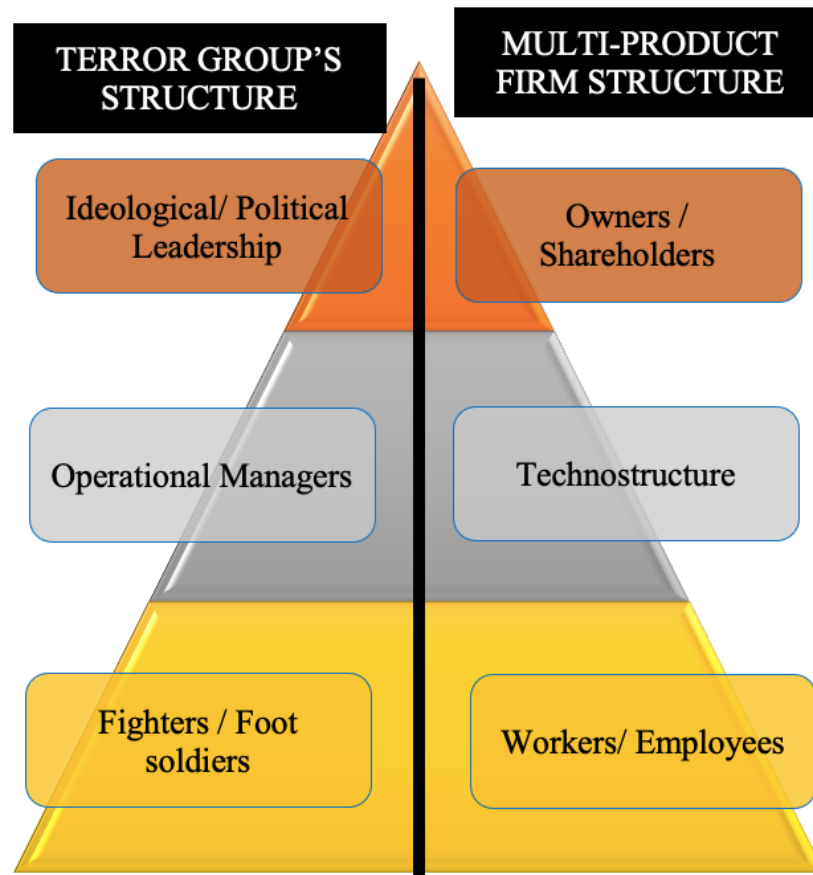 TERROR GROUP'S
STRUCTURE
MULTI-PRODUCT
FIRM STRUCTURE
Ideological/ Political
Leadership
Owners /
Shareholders
Operational Managers
Technostructure
Fighters / Foot
soldiers
Workers/ Employees